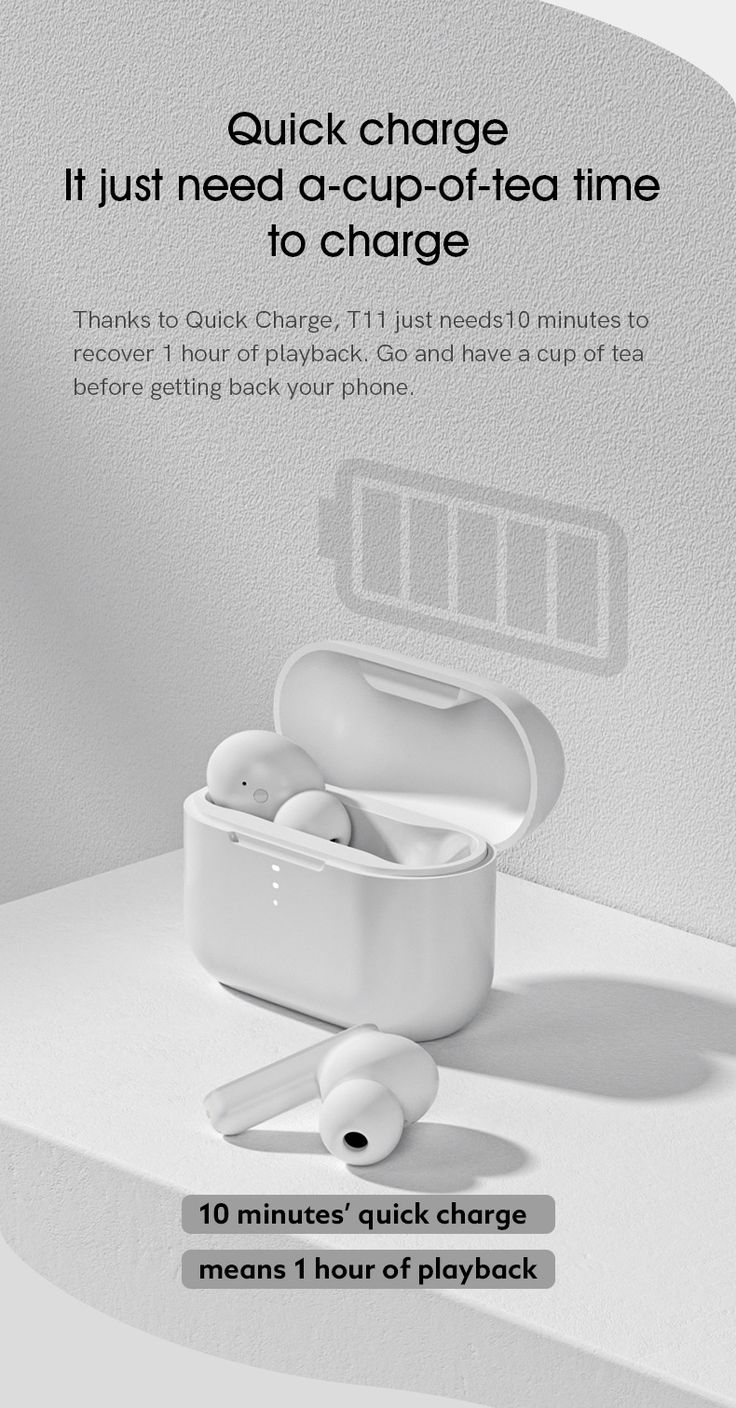 Quick charge
It just need a-cup-of-tea time
to charge
Thanks to Quick Charge, T11 just needs10 minutes to
recover 1 hour of playback. Go and have a cup of tea
before getting back your phone.
10 minutes’ quick charge
means 1 hour of playback